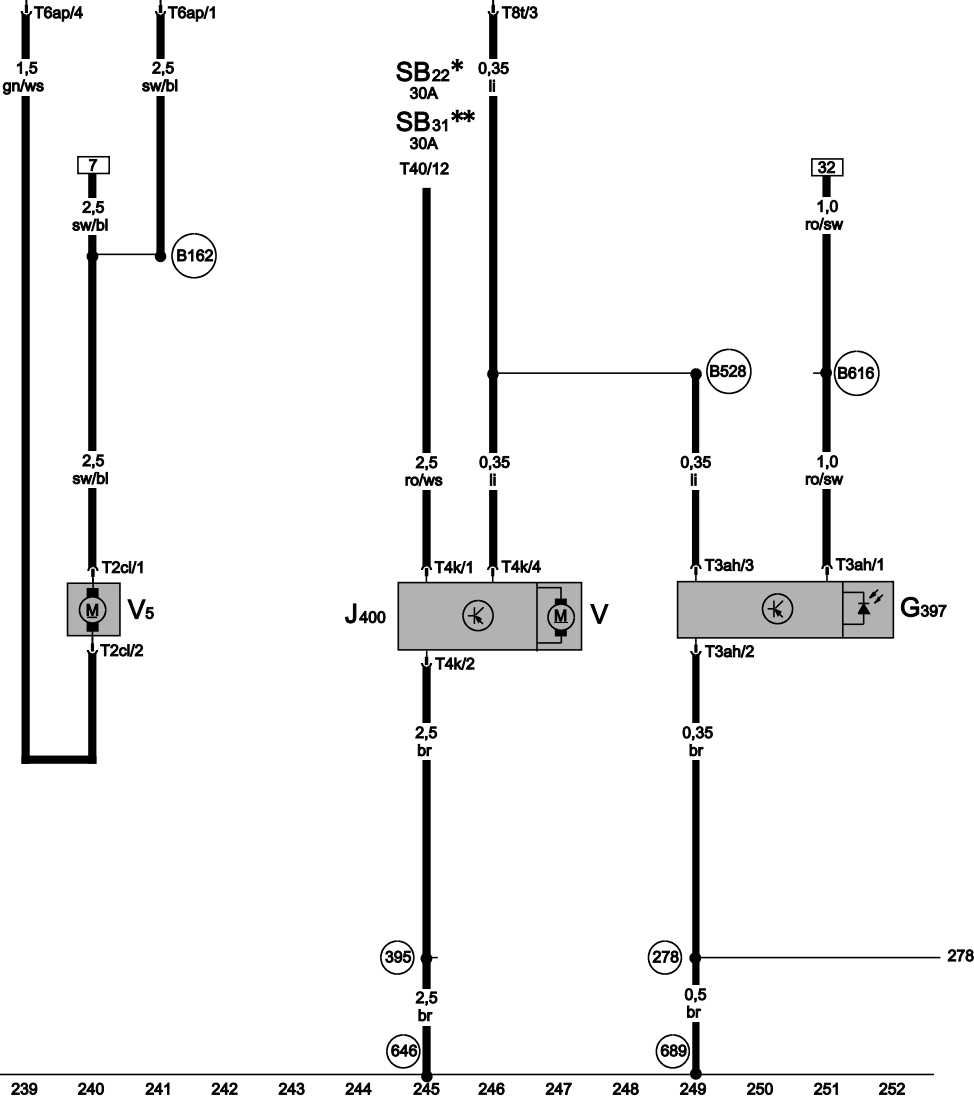 T6ap/4
T6ap/1
T8t/3
1,5
gn/ws
2,5
sw/bl
SB22*
30A
0,35
li
SB31**
30A
T40/12
7
32
2,5
sw/bl
1,0
ro/sw
B162
B528
B616
2,5
sw/bl
2,5
ro/ws
0,35
li
0,35
li
1,0
ro/sw
T2cl/1
T4k/1
T4k/4
T3ah/3
T3ah/1
M
V5
J400
M
V
G397
T2cl/2
T4k/2
T3ah/2
2,5
br
0,35
br
395
278
278
2,5
br
0,5
br
646
689
239 240 241 242 243 244 245 246 247 248 249 250 251 252